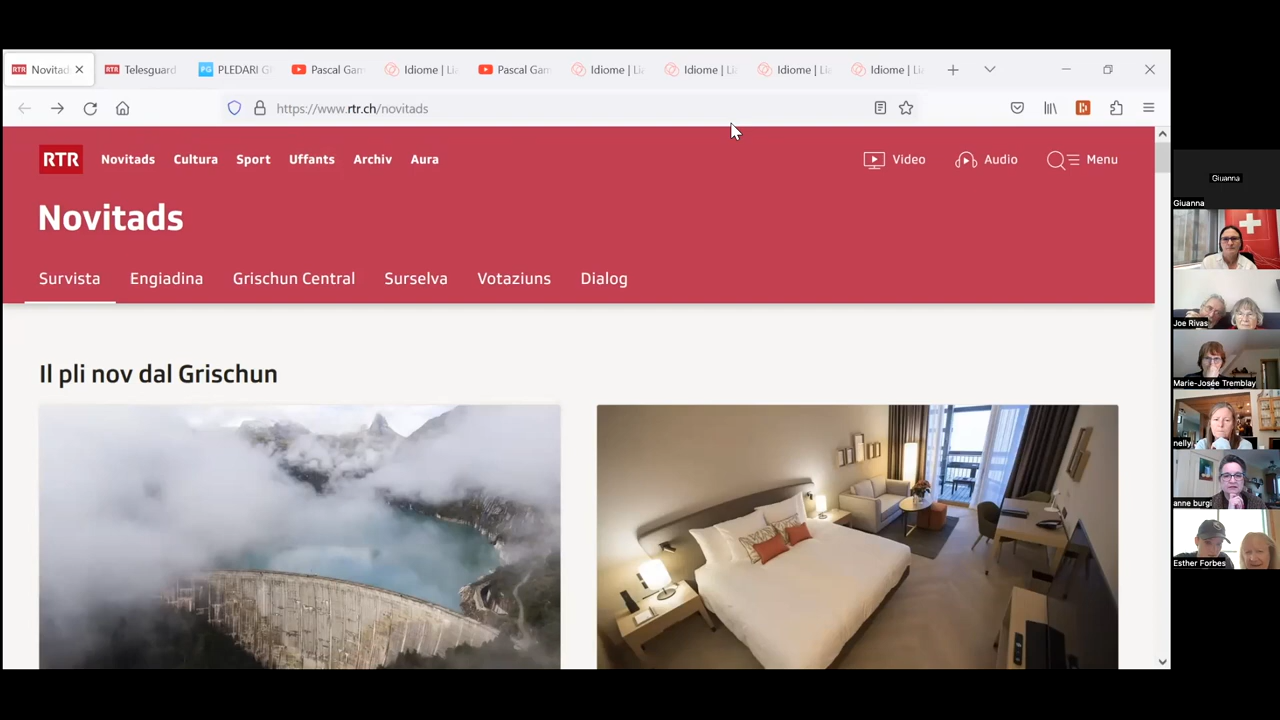 Novitad
Telesguard
PLEDARI G
Pascal Gam
Idiome | Li
Pascal Gam
Idiome | Li
Idiome | Li
Idiome | Li
Idiome | Li
https://www.rtr.ch/novitads
RTR Novitads Cultura Sport Uffants Archiv Aura Video Audio Menu
Novitads
Survista Engiadina Grischun Central Surselva Votaziuns Dialog
Il pli nov dal Grischun
Giuanna
Giuanna
Joe Rivas
Marie-Josée Tremblay
nelly
anne burgi
Esther Forbes